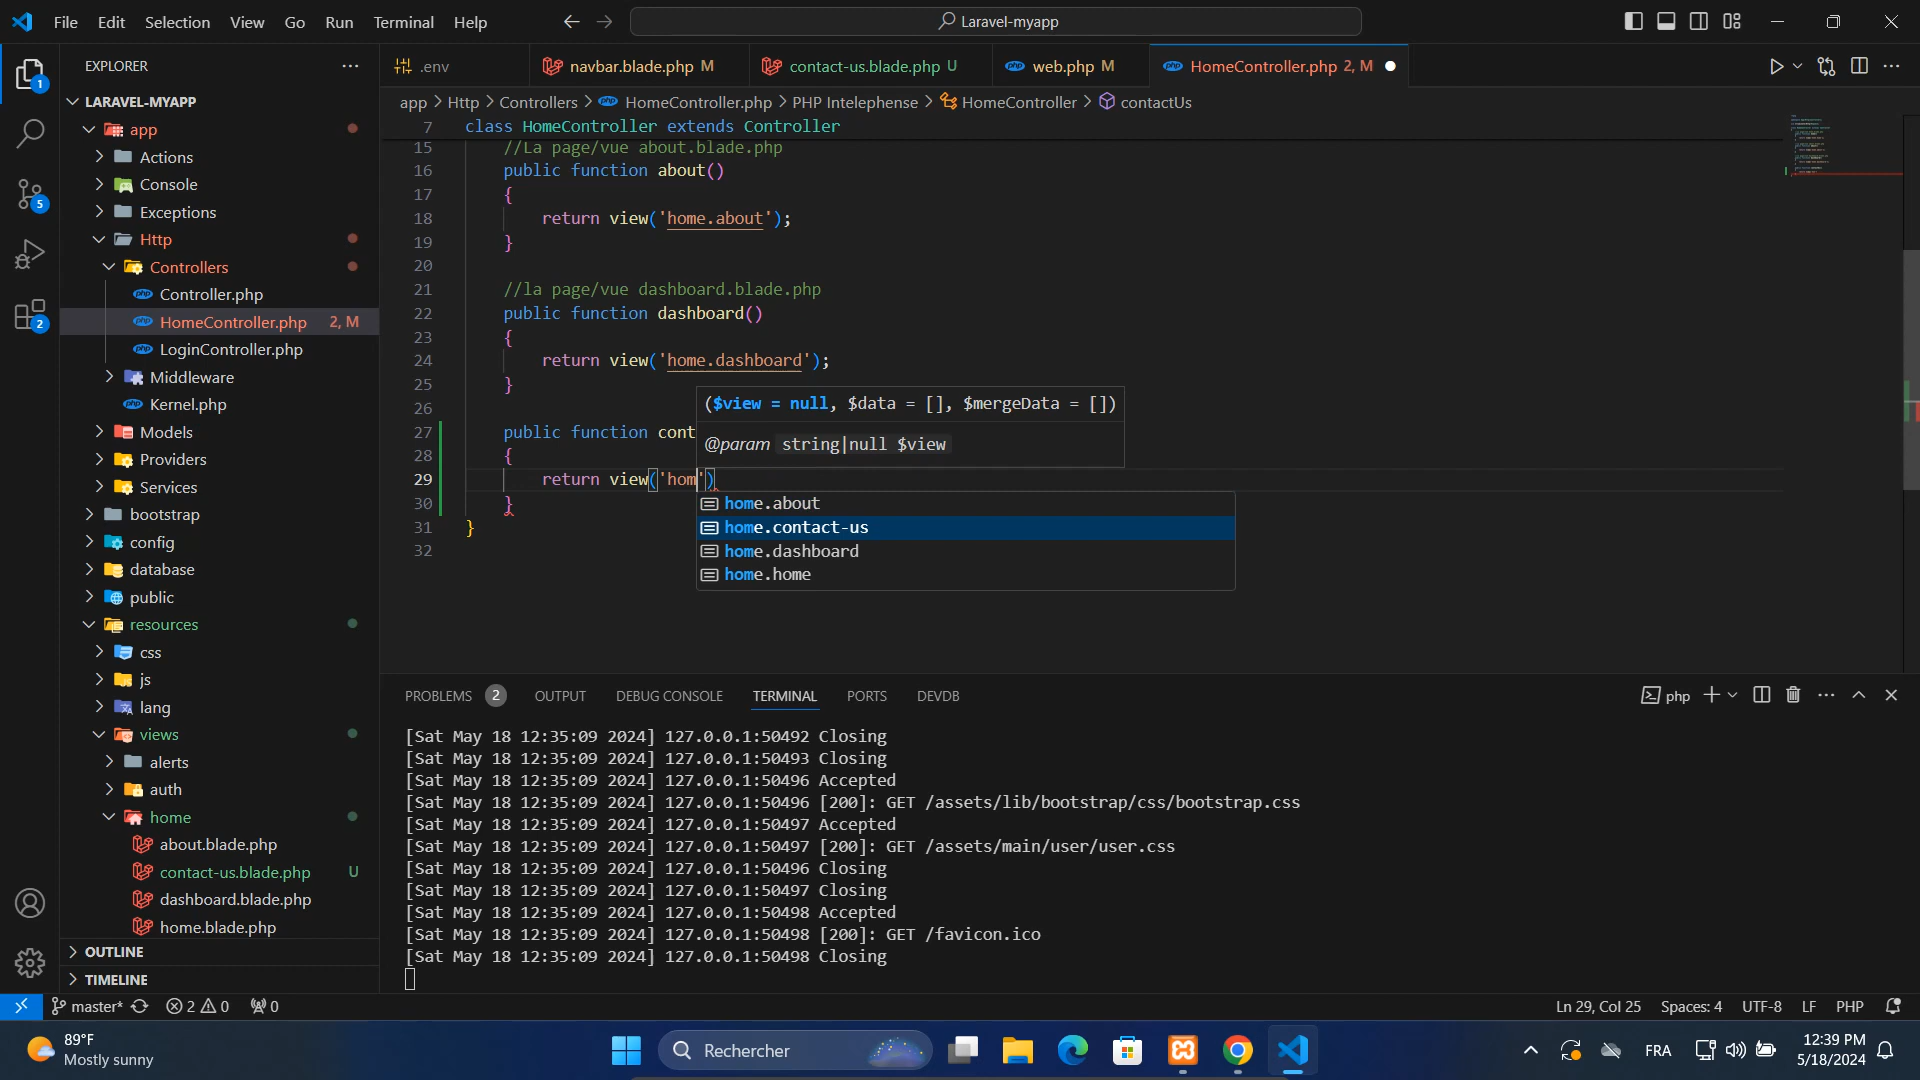 File Edit Selection View Go Run Terminal Help
Laravel-myapp
EXPLORER
LARAVEL-MYAPP
app
Actions
Console
Exceptions
Http
Controllers
Controller.php
HomeController.php 2, M
LoginController.php
Middleware
Kernel.php
Models
Providers
Services
bootstrap
config
database
public
resources
css
js
lang
views
alerts
auth
home
about.blade.php
contact-us.blade.php U
dashboard.blade.php
home.blade.php
OUTLINE
TIMELINE
1
5
2
.env
navbar.blade.php M
contact-us.blade.php U
web.php M
HomeController.php 2, M
app > Http > Controllers > HomeController.php > PHP Intelephense > HomeController > contactUs
7 class HomeController extends Controller
15 //La page/vue about.blade.php
16 public function about()
17 {
18 return view('home.about');
19 }
20
21 //la page/vue dashboard.blade.php
22 public function dashboard()
23 {
24 return view('home.dashboard');
25 }
26
27 public function cont
28 {
29 return view('hom')
30 }
31 }
32
($view = null, $data = [], $mergeData = [])
@param string|null $view
home.about
home.contact-us
home.dashboard
home.home
PROBLEMS 2 OUTPUT DEBUG CONSOLE TERMINAL PORTS DEVDB
php
[Sat May 18 12:35:09 2024] 127.0.0.1:50492 Closing
[Sat May 18 12:35:09 2024] 127.0.0.1:50493 Closing
[Sat May 18 12:35:09 2024] 127.0.0.1:50496 Accepted
[Sat May 18 12:35:09 2024] 127.0.0.1:50496 [200]: GET /assets/lib/bootstrap/css/bootstrap.css
[Sat May 18 12:35:09 2024] 127.0.0.1:50497 Accepted
[Sat May 18 12:35:09 2024] 127.0.0.1:50497 [200]: GET /assets/main/user/user.css
[Sat May 18 12:35:09 2024] 127.0.0.1:50496 Closing
[Sat May 18 12:35:09 2024] 127.0.0.1:50497 Closing
[Sat May 18 12:35:09 2024] 127.0.0.1:50498 Accepted
[Sat May 18 12:35:09 2024] 127.0.0.1:50498 [200]: GET /favicon.ico
[Sat May 18 12:35:09 2024] 127.0.0.1:50498 Closing
master* 2 0 0
Ln 29, Col 25 Spaces: 4 UTF-8 LF PHP
89°F
Mostly sunny
Rechercher
FRA
12:39 PM
5/18/2024